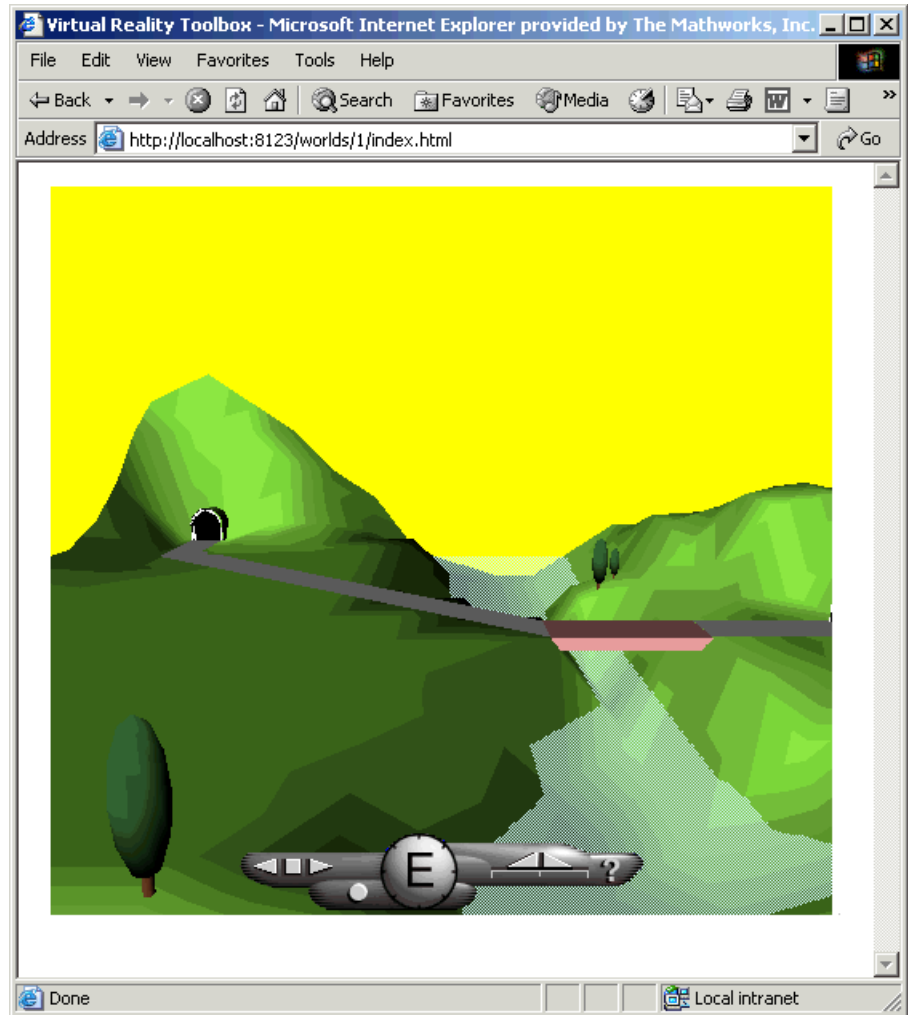 Virtual Reality Toolbox - Microsoft Internet Explorer provided by The Mathworks, Inc.
File Edit View Favorites Tools Help
Back Search Favorites Media W »
Address http://localhost:8123/worlds/1/index.html Go
E ?
Done Local intranet